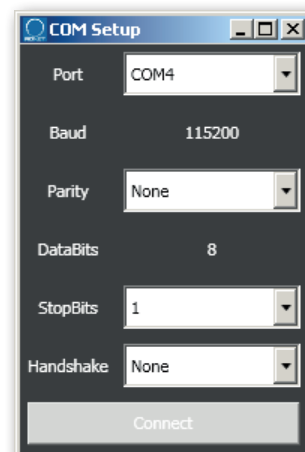 COM Setup
Port COM4
Baud 115200
Parity None
DataBits 8
StopBits 1
Handshake None
Connect